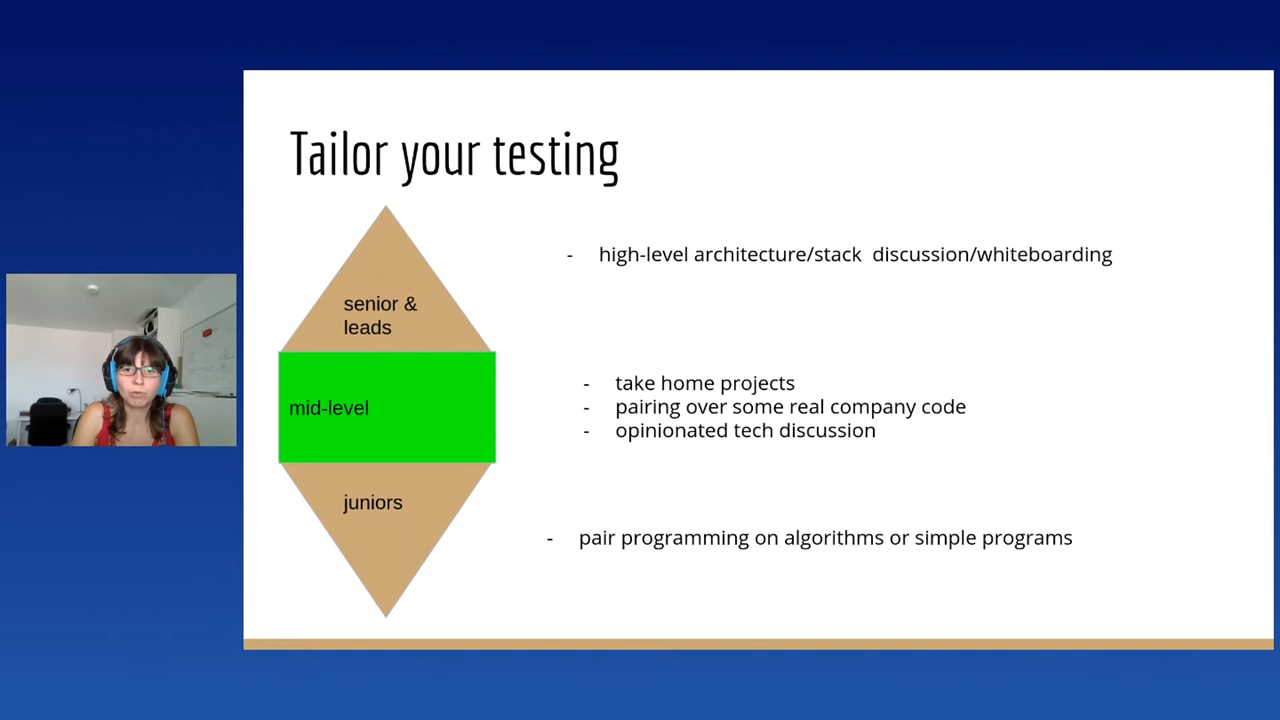 Tailor your testing
- high-level architecture/stack discussion/whiteboarding
senior &
leads
- take home projects
mid-level
- pairing over some real company code
- opinionated tech discussion
juniors
- pair programming on algorithms or simple programs